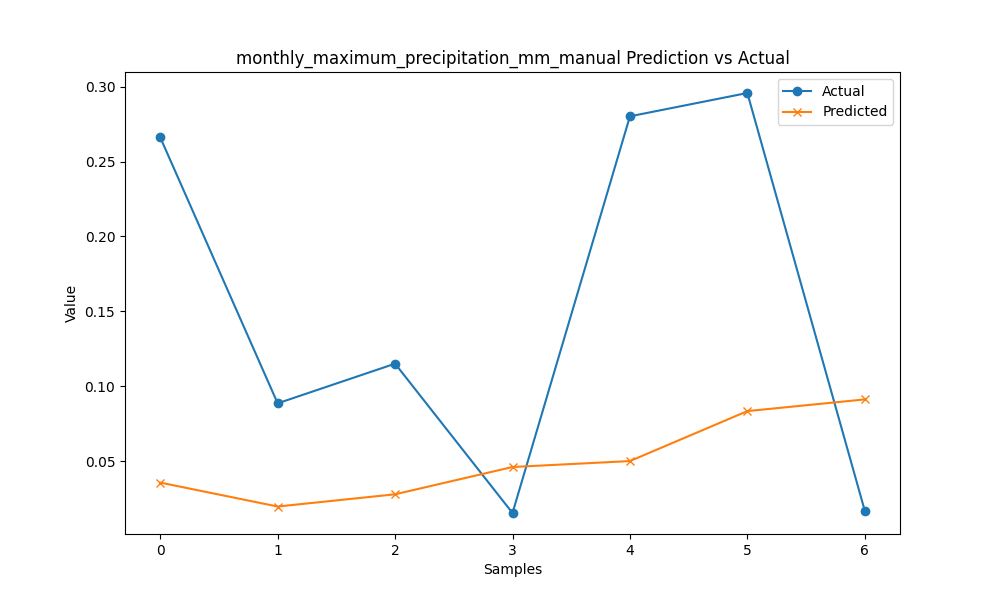 monthly_maximum_precipitation_mm_manual Prediction vs Actual
Actual
Predicted
0.30
0.25
0.20
0.15
0.10
0.05
Value
0 1 2 3 4 5 6
Samples